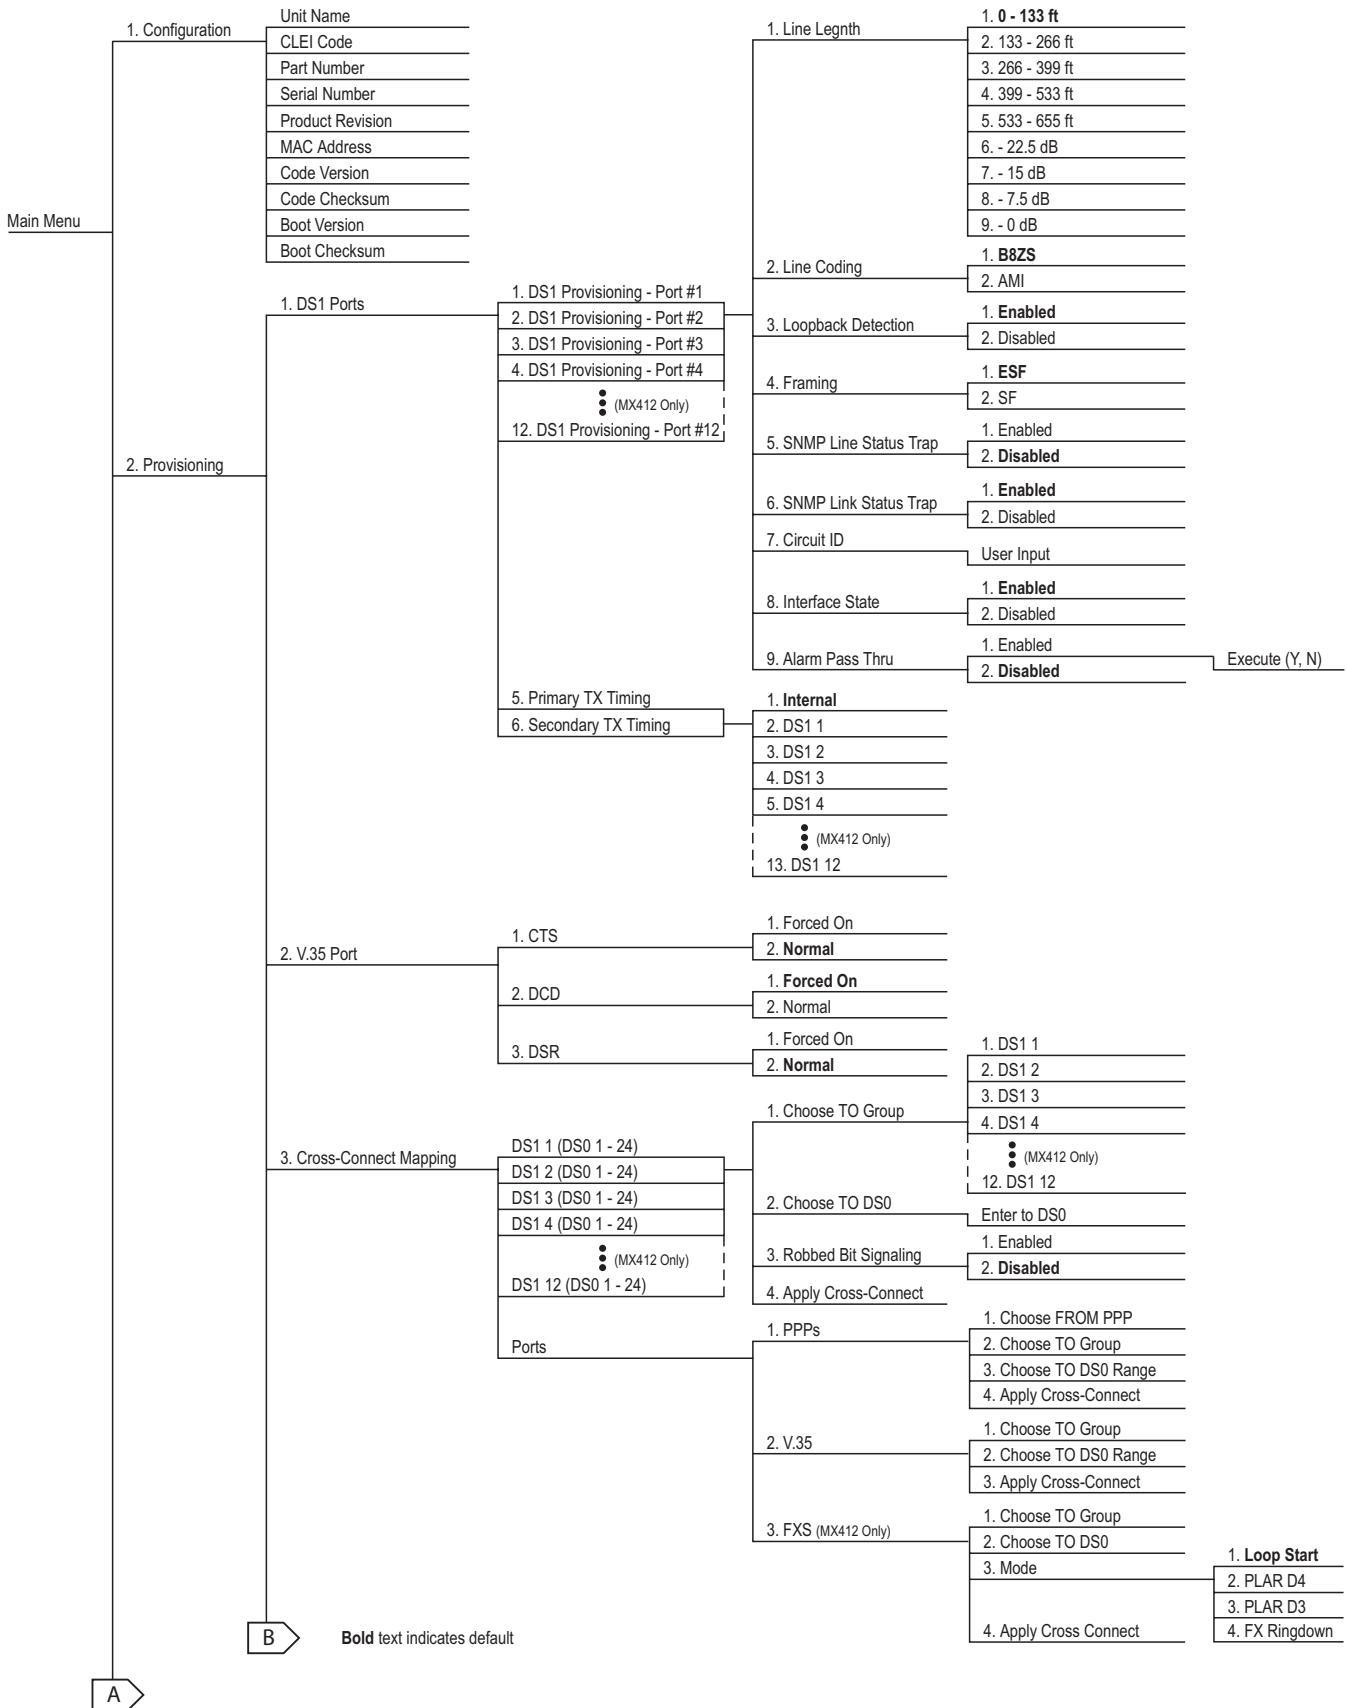 Main Menu
1. Configuration
Unit Name
CLEI Code
Part Number
Serial Number
Product Revision
MAC Address
Code Version
Code Checksum
Boot Version
Boot Checksum
2. Provisioning
1. DS1 Ports
1. DS1 Provisioning - Port #1
2. DS1 Provisioning - Port #2
3. DS1 Provisioning - Port #3
4. DS1 Provisioning - Port #4
(MX412 Only)
12. DS1 Provisioning - Port #12
1. Line Legnth
1. 0 - 133 ft
2. 133 - 266 ft
3. 266 - 399 ft
4. 399 - 533 ft
5. 533 - 655 ft
6. - 22.5 dB
7. - 15 dB
8. - 7.5 dB
9. - 0 dB
2. Line Coding
1. B8ZS
2. AMI
3. Loopback Detection
1. Enabled
2. Disabled
4. Framing
1. ESF
2. SF
5. SNMP Line Status Trap
1. Enabled
2. Disabled
6. SNMP Link Status Trap
1. Enabled
2. Disabled
7. Circuit ID
User Input
8. Interface State
1. Enabled
2. Disabled
9. Alarm Pass Thru
1. Enabled
2. Disabled
Execute (Y, N)
5. Primary TX Timing
6. Secondary TX Timing
1. Internal
2. DS1 1
3. DS1 2
4. DS1 3
5. DS1 4
(MX412 Only)
13. DS1 12
2. V.35 Port
1. CTS
1. Forced On
2. Normal
2. DCD
1. Forced On
2. Normal
3. DSR
1. Forced On
2. Normal
3. Cross-Connect Mapping
DS1 1 (DS0 1 - 24)
DS1 2 (DS0 1 - 24)
DS1 3 (DS0 1 - 24)
DS1 4 (DS0 1 - 24)
(MX412 Only)
DS1 12 (DS0 1 - 24)
1. Choose TO Group
1. DS1 1
2. DS1 2
3. DS1 3
4. DS1 4
(MX412 Only)
12. DS1 12
2. Choose TO DS0
Enter to DS0
3. Robbed Bit Signaling
1. Enabled
2. Disabled
4. Apply Cross-Connect
Ports
1. PPPs
1. Choose FROM PPP
2. Choose TO Group
3. Choose TO DS0 Range
4. Apply Cross-Connect
2. V.35
1. Choose TO Group
2. Choose TO DS0 Range
3. Apply Cross-Connect
3. FXS (MX412 Only)
1. Choose TO Group
2. Choose TO DS0
3. Mode
1. Loop Start
2. PLAR D4
3. PLAR D3
4. FX Ringdown
4. Apply Cross Connect
B
Bold text indicates default
A